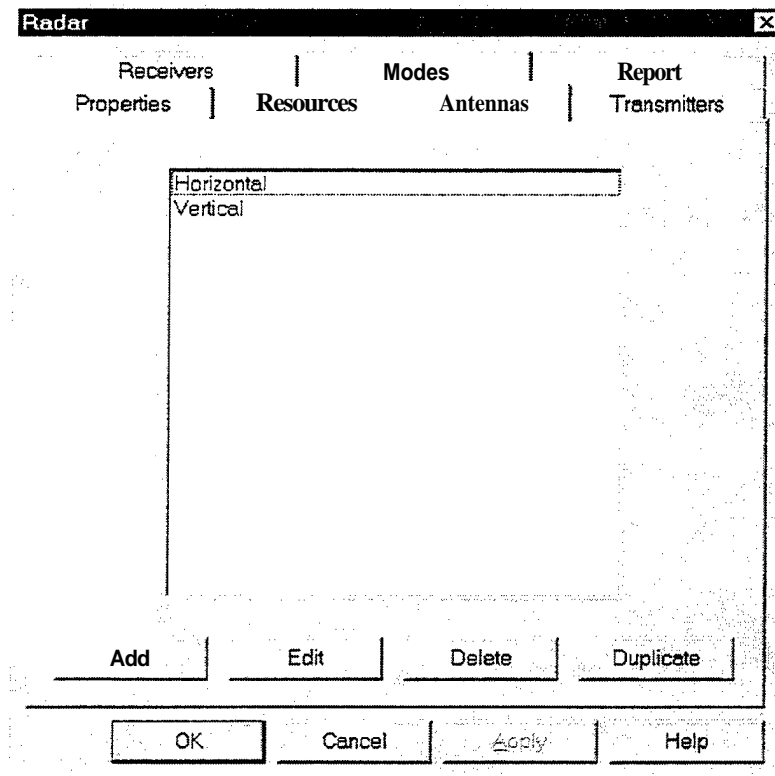 Radar
Receivers Modes Report
Properties Resources Antennas Transmitters
Horizontal
Vertical
Add Edit Delete Duplicate
OK Cancel Apply Help